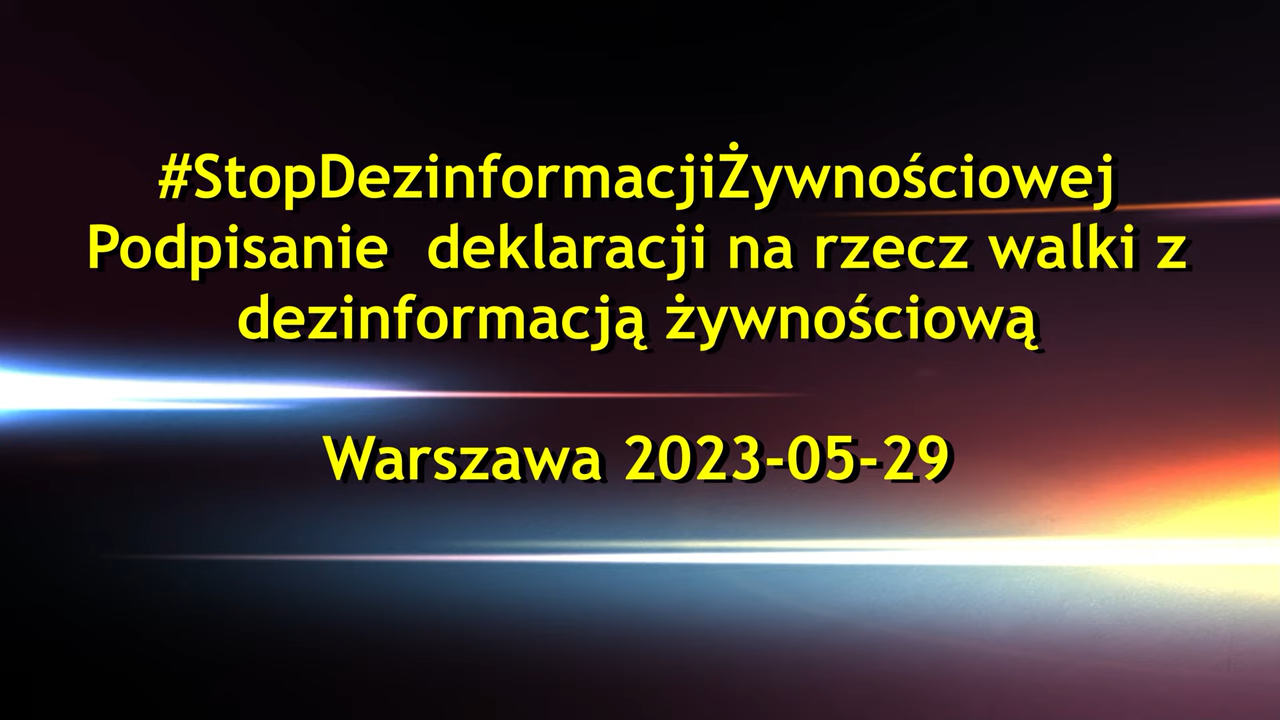 #StopDezinformacjiŻywnościowej
Podpisanie  deklaracji na rzecz walki z
dezinformacją żywnościową
Warszawa 2023-05-29